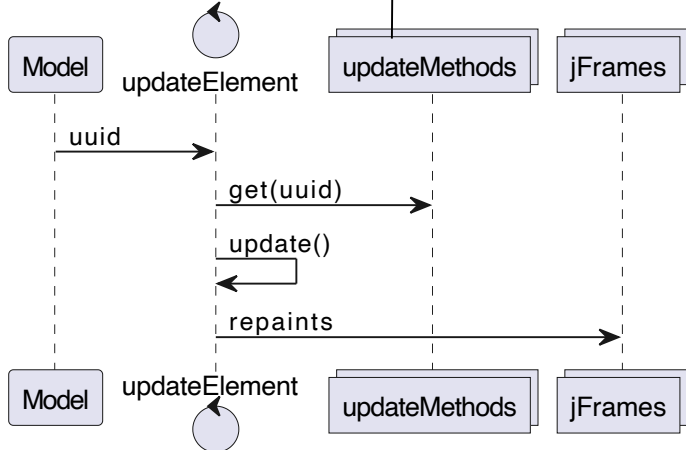 Model
updateElement
updateMethods
jFrames
uuid
get(uuid)
update()
repaints
Model
updateElement
updateMethods
jFrames